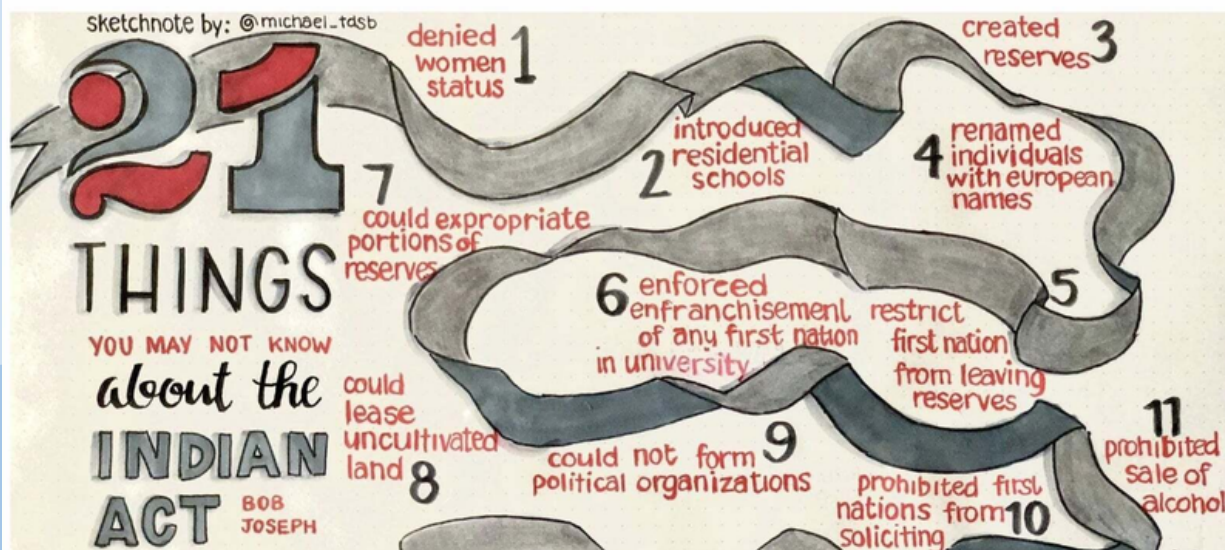 sketchnote by: @michael_tdsb
21
THINGS
YOU MAY NOT KNOW
about the
INDIAN
ACT
BOB
JOSEPH
denied 1
women
status
introduced
2 residential
schools
created 3
reserves
renamed
4 individuals
with european
names
5
restrict
first nation
from leaving
reserves
6 enforced
enfranchisement
of any first nation
in university
7
could expropriate
portions of
reserves
could
lease
uncultivated
land 8
could not form 9
political organizations
prohibited first
nations from 10
soliciting
11
prohibited
sale of
alcohol